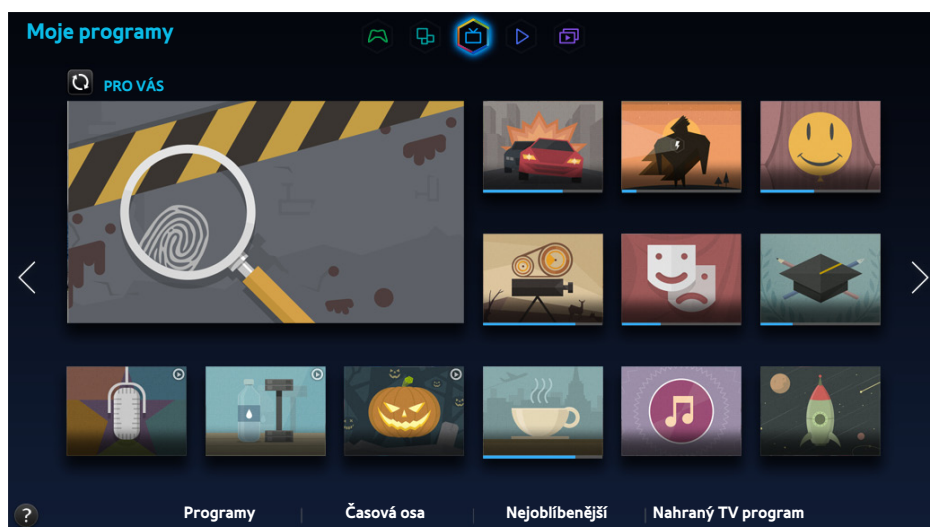 Moje programy
PRO VÁS
?
Programy
Časová osa
Nejoblíbenější
Nahraný TV program